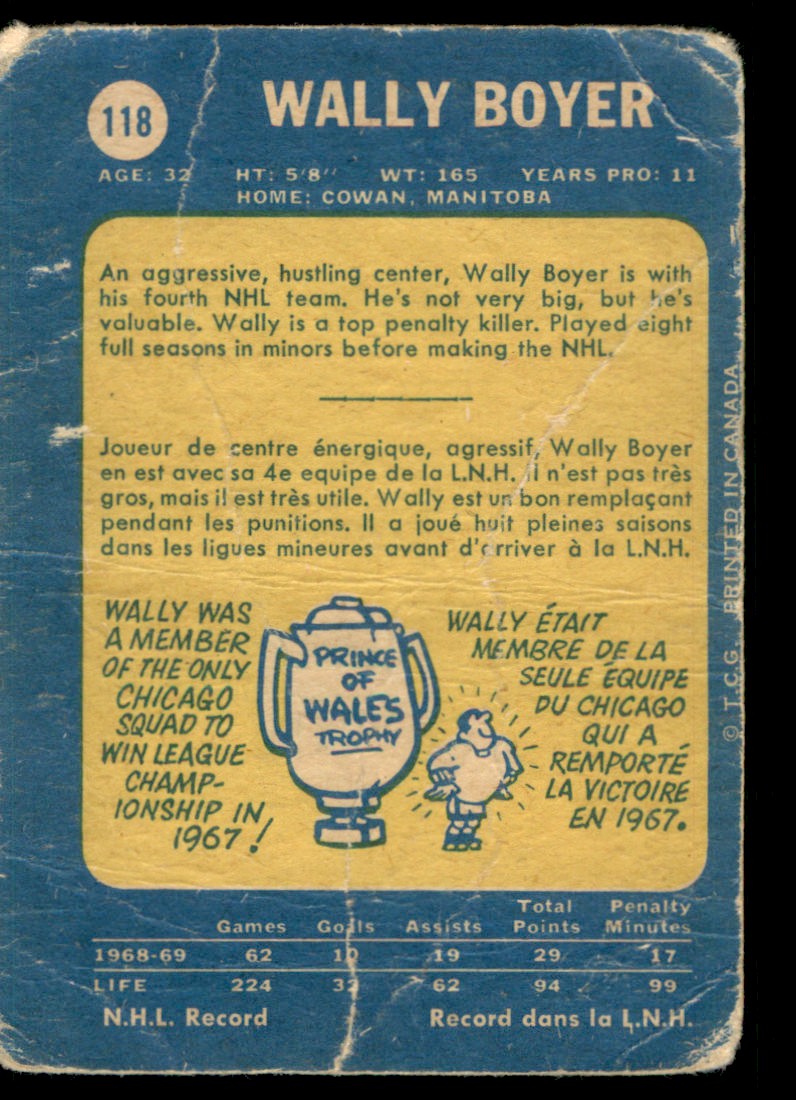 118
WALLY BOYER
AGE: 32 HT: 5'8" WT: 165 YEARS PRO: 11
HOME: COWAN, MANITOBA
An aggressive, hustling center, Wally Boyer is with
his fourth NHL team. He's not very big, but he's
valuable. Wally is a top penalty killer. Played eight
full seasons in minors before making the NHL.
Joueur de centre énergique, agressif, Wally Boyer
en est avec sa 4e equipe de la L.N.H. Il n'est pas très
gros, mais il est très utile. Wally est un bon remplaçant
pendant les punitions. Il a joué huit pleines saisons
dans les ligues mineures avant d'arriver à la L.N.H.
WALLY WAS
A MEMBER
OF THE ONLY
CHICAGO
SQUAD TO
WIN LEAGUE
CHAMP-
IONSHIP IN
1967!
PRINCE
OF
WALES
TROPHY
WALLY ÉTAIT
MEMBRE DE LA
SEULE ÉQUIPE
DU CHICAGO
QUI A
REMPORTÉ
LA VICTOIRE
EN 1967.
© T.C.G. PRINTED IN CANADA
Games Goals Assists Total Points Penalty Minutes
1968-69 62 10 19 29 17
LIFE 224 32 62 94 99
N.H.L. Record Record dans la L.N.H.